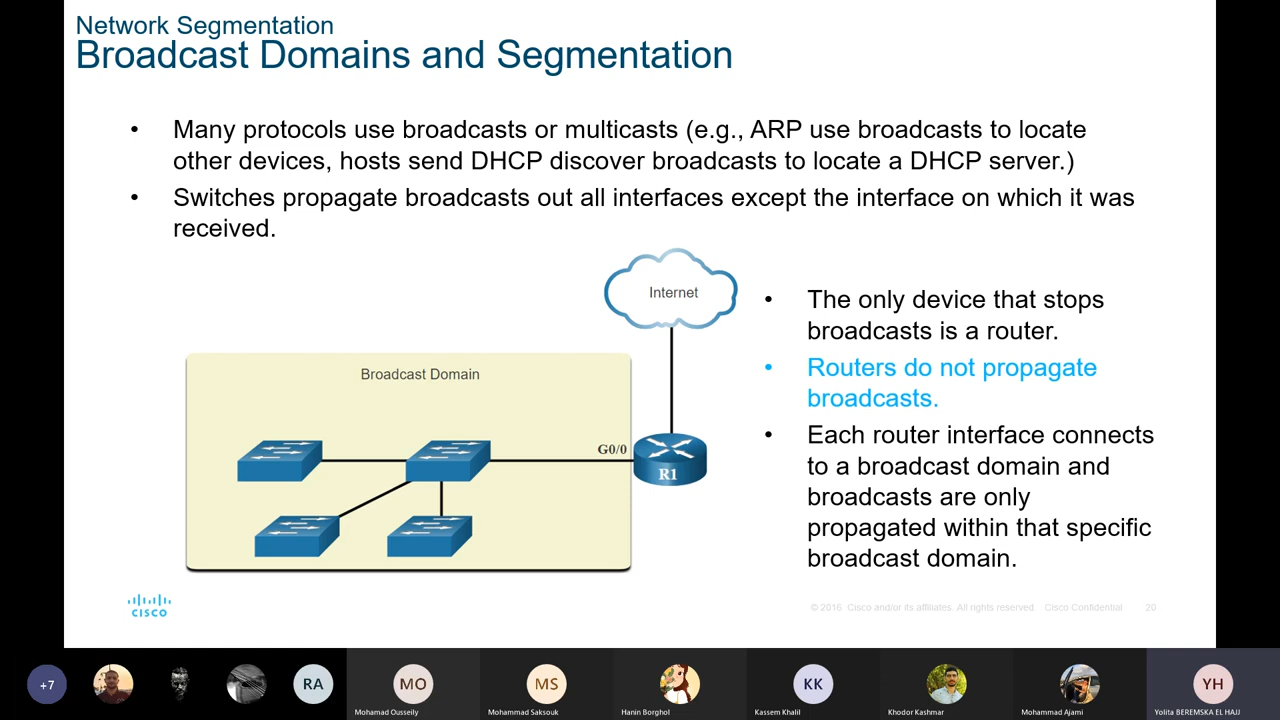 Network Segmentation
Broadcast Domains and Segmentation
• Many protocols use broadcasts or multicasts (e.g., ARP use broadcasts to locate
other devices, hosts send DHCP discover broadcasts to locate a DHCP server.)
• Switches propagate broadcasts out all interfaces except the interface on which it was
received.
Internet
Broadcast Domain
G0/0
R1
• The only device that stops
broadcasts is a router.
• Routers do not propagate
broadcasts.
• Each router interface connects
to a broadcast domain and
broadcasts are only
propagated within that specific
broadcast domain.
CISCO
© 2016 Cisco and/or its affiliates. All rights reserved. Cisco Confidential 20
+7
RA
MO
MS
KK
YH
Mohamad Ousseily
Mohammad Saksouk
Hanin Borghol
Kassem Khalil
Khodor Kashmar
Mohammad Ajami
Yolita BEREMSKA EL HAJJ